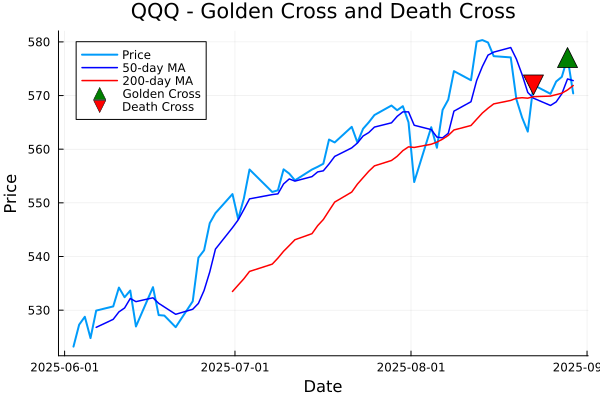 QQQ - Golden Cross and Death Cross
580
570
560
550
540
530
Price
Price
50-day MA
200-day MA
Golden Cross
Death Cross
2025-06-01
2025-07-01
2025-08-01
2025-09
Date